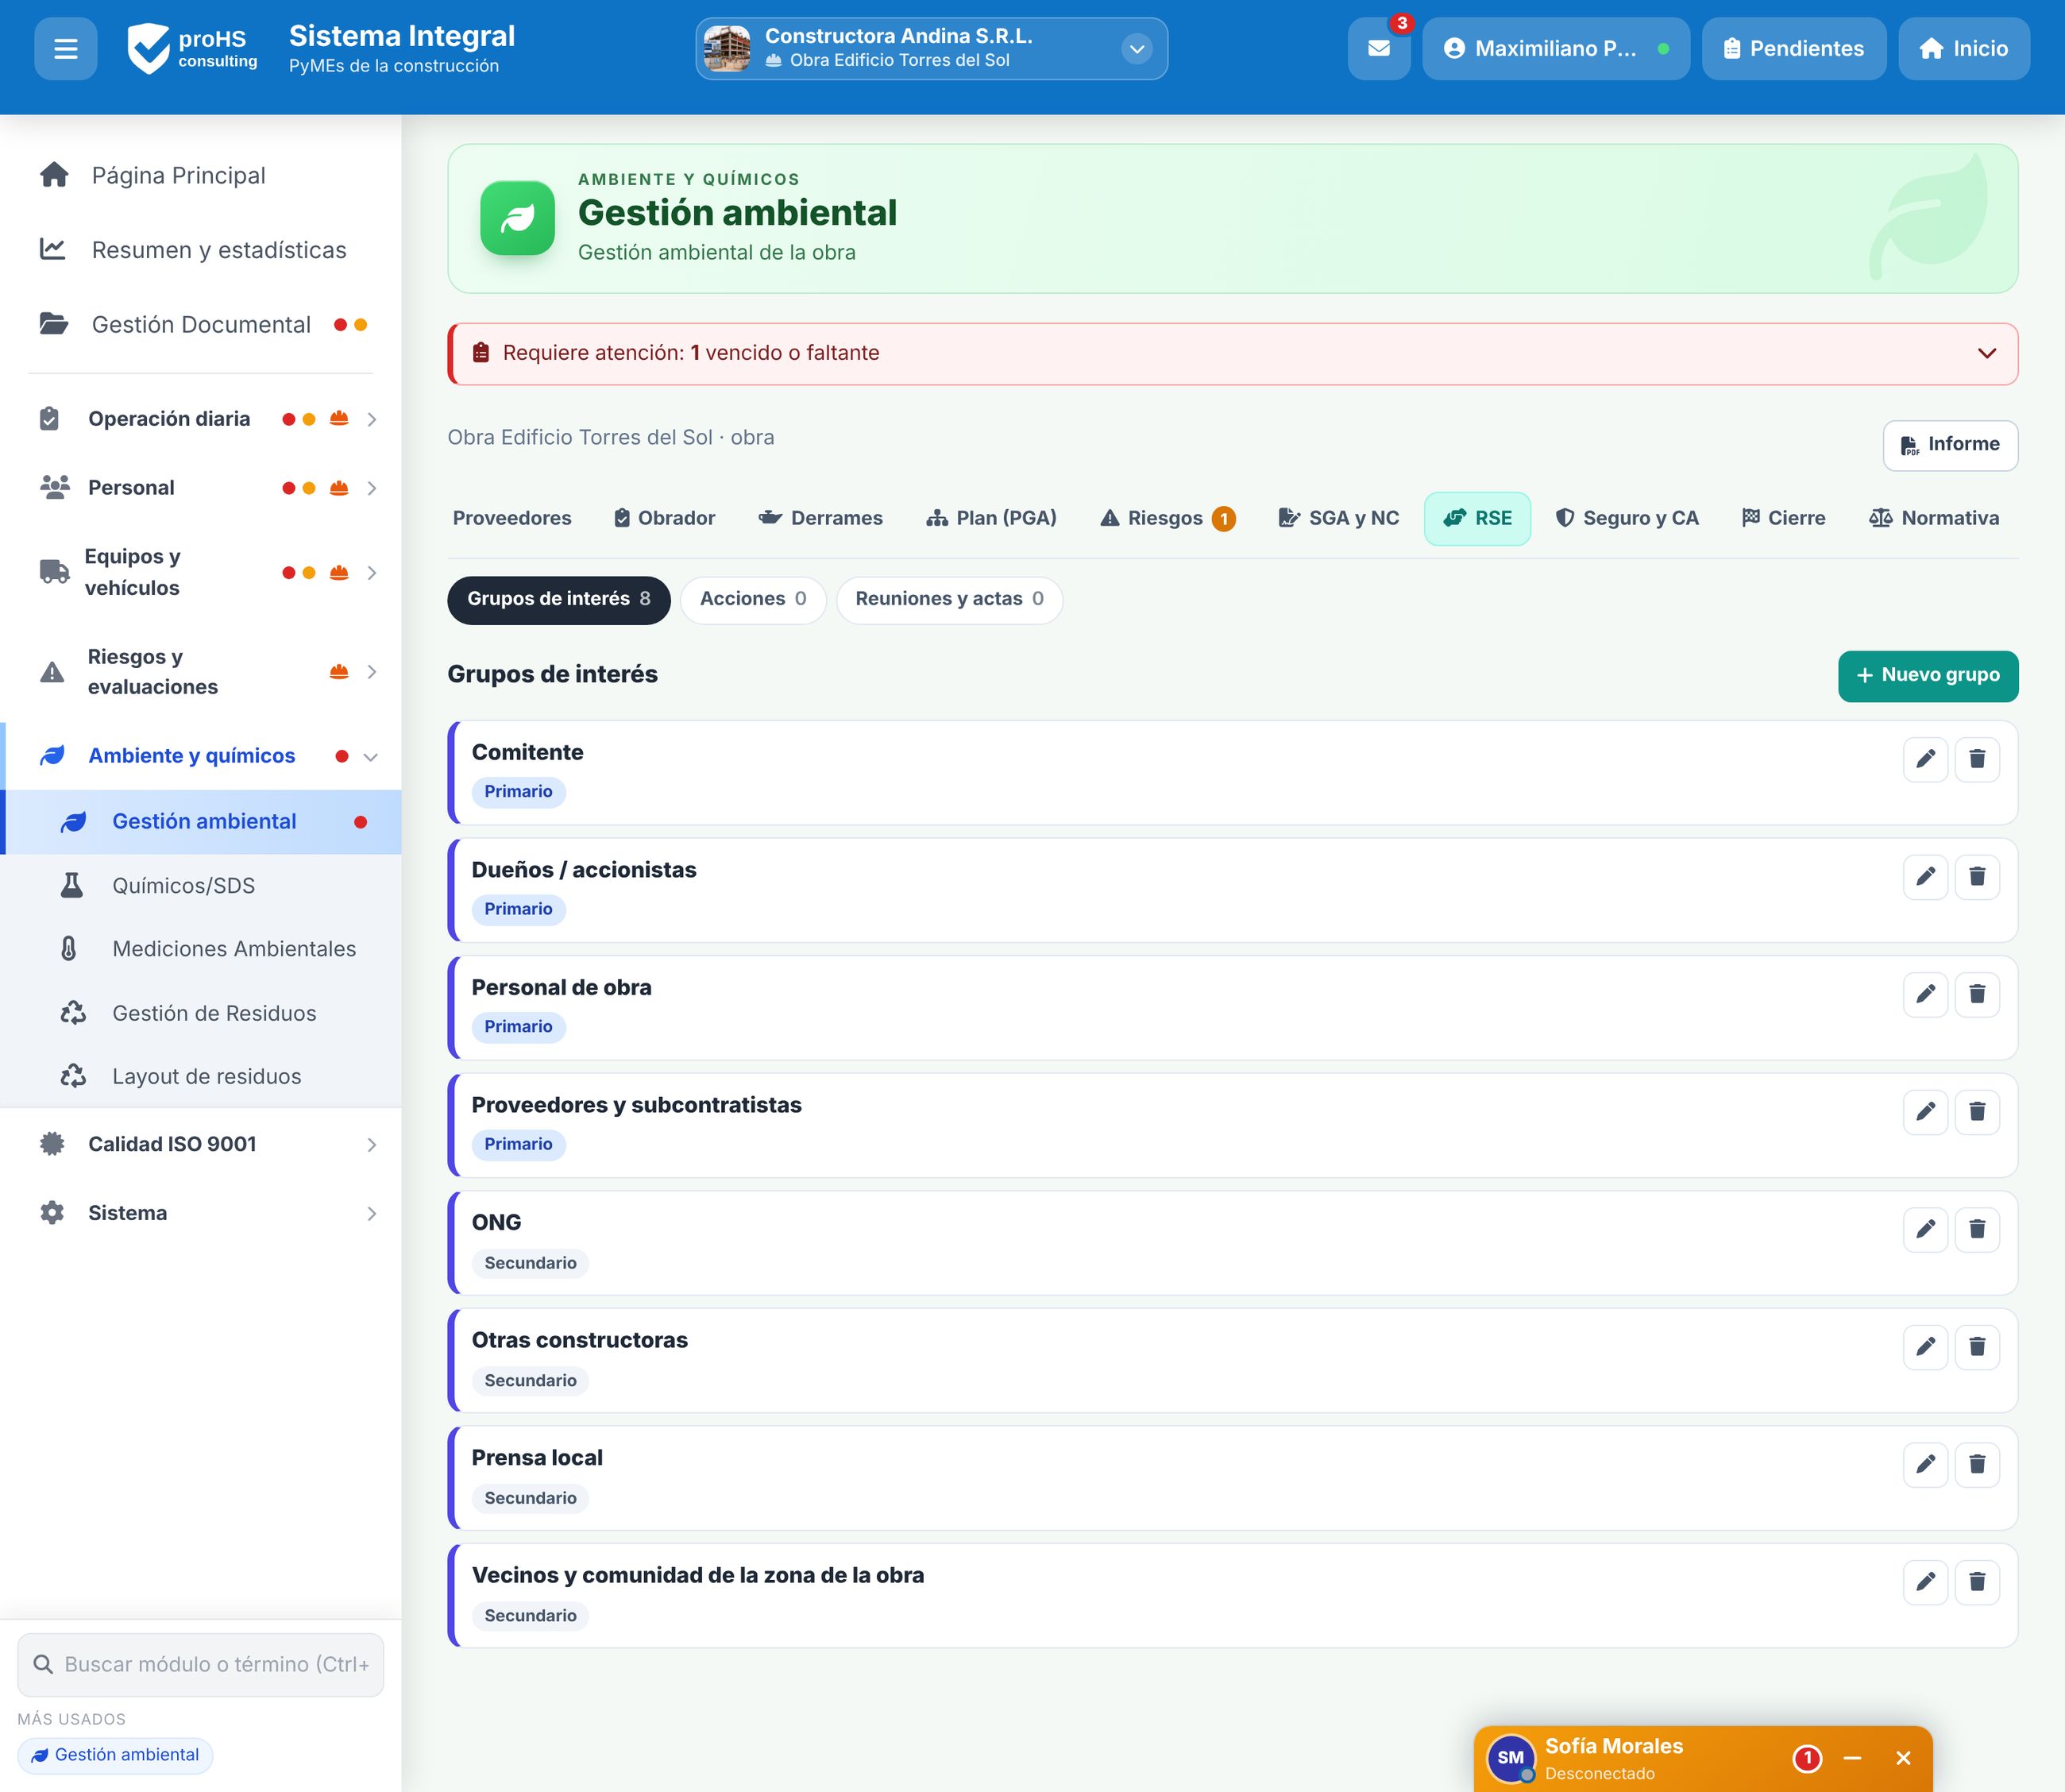 proHS
consulting
Sistema Integral
PyMEs de la construcción
Constructora Andina S.R.L.
Obra Edificio Torres del Sol
3
Maximiliano P...
Pendientes
Inicio
Página Principal
Resumen y estadísticas
Gestión Documental
Operación diaria
Personal
Equipos y
vehículos
Riesgos y
evaluaciones
Ambiente y químicos
Gestión ambiental
Químicos/SDS
Mediciones Ambientales
Gestión de Residuos
Layout de residuos
Calidad ISO 9001
Sistema
Buscar módulo o término (Ctrl+
MÁS USADOS
Gestión ambiental
AMBIENTE Y QUÍMICOS
Gestión ambiental
Gestión ambiental de la obra
Requiere atención: 1 vencido o faltante
Obra Edificio Torres del Sol · obra
PDF Informe
Proveedores Obrador Derrames Plan (PGA) Riesgos 1 SGA y NC RSE Seguro y CA Cierre Normativa
Grupos de interés 8 Acciones 0 Reuniones y actas 0
Grupos de interés
+ Nuevo grupo
Comitente
Primario
Dueños / accionistas
Primario
Personal de obra
Primario
Proveedores y subcontratistas
Primario
ONG
Secundario
Otras constructoras
Secundario
Prensa local
Secundario
Vecinos y comunidad de la zona de la obra
Secundario
SM
Sofía Morales
Desconectado
1